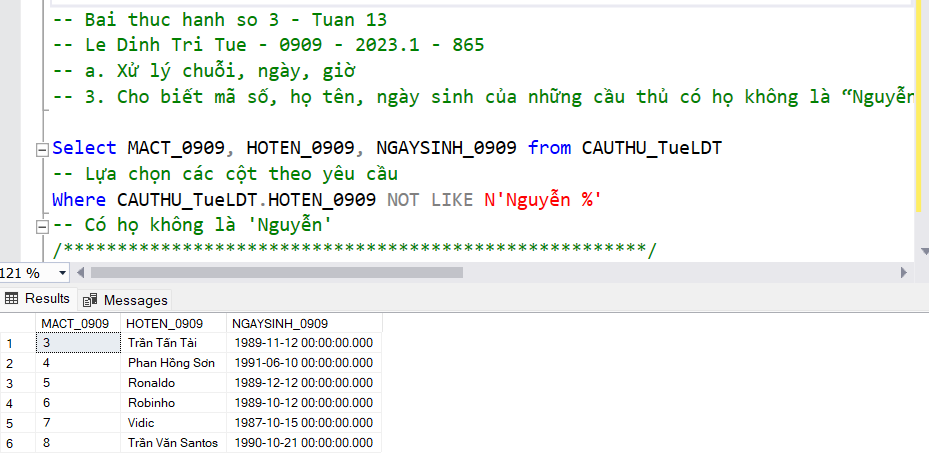 -- Bai thuc hanh so 3 - Tuan 13
-- Le Dinh Tri Tue - 0909 - 2023.1 - 865
-- a. Xử lý chuỗi, ngày, giờ
-- 3. Cho biết mã số, họ tên, ngày sinh của những cầu thủ có họ không là “Nguyễn
Select MACT_0909, HOTEN_0909, NGAYSINH_0909 from CAUTHU_TueLDT
-- Lựa chọn các cột theo yêu cầu
Where CAUTHU_TueLDT.HOTEN_0909 NOT LIKE N'Nguyễn %'
-- Có họ không là 'Nguyễn'
/******************************************************/
121 %
Results Messages
MACT_0909 HOTEN_0909 NGAYSINH_0909
1 3 Trần Tấn Tài 1989-11-12 00:00:00.000
2 4 Phan Hồng Sơn 1991-06-10 00:00:00.000
3 5 Ronaldo 1989-12-12 00:00:00.000
4 6 Robinho 1989-10-12 00:00:00.000
5 7 Vidic 1987-10-15 00:00:00.000
6 8 Trần Văn Santos 1990-10-21 00:00:00.000